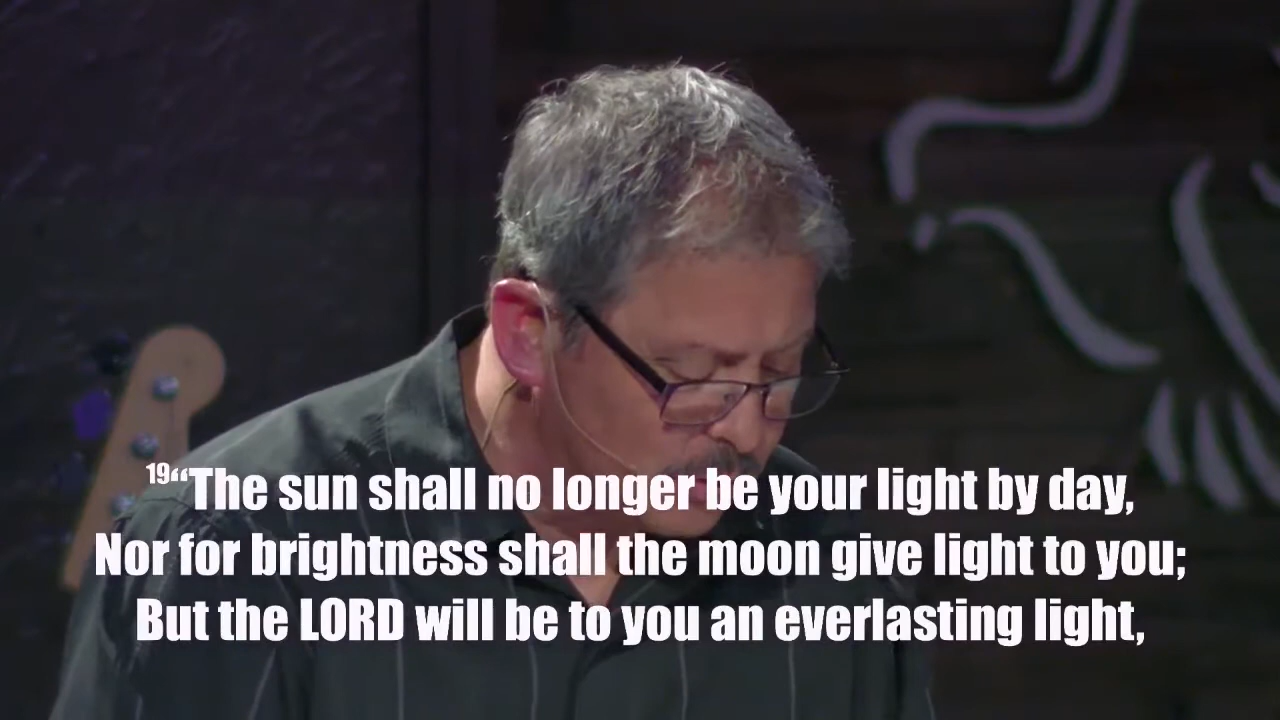 19“The sun shall no longer be your light by day,
Nor for brightness shall the moon give light to you;
But the LORD will be to you an everlasting light,